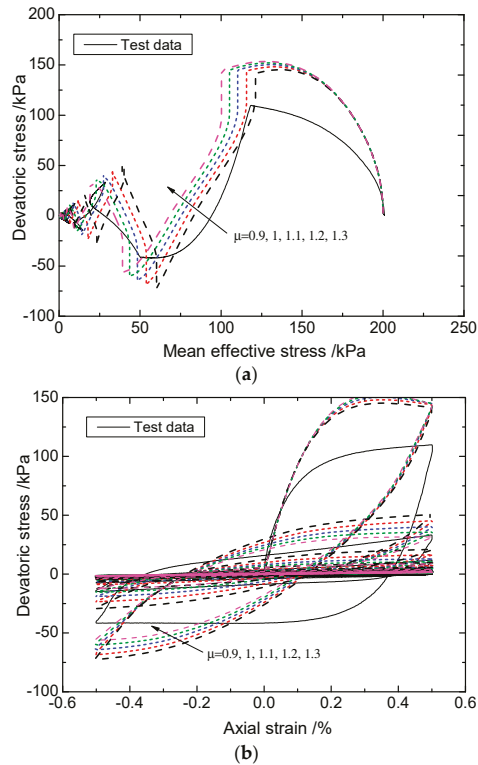 (a)
200
150
100
50
0
-50
-100
Devatoric stress /kPa
Test data
μ=0.9, 1, 1.1, 1.2, 1.3
0 50 100 150 200 250
Mean effective stress /kPa
(a)
(b)
150
100
50
0
-50
-100
Devatoric stress /kPa
Test data
μ=0.9, 1, 1.1, 1.2, 1.3
-0.6 -0.4 -0.2 0.0 0.2 0.4 0.6
Axial strain /%
(b)